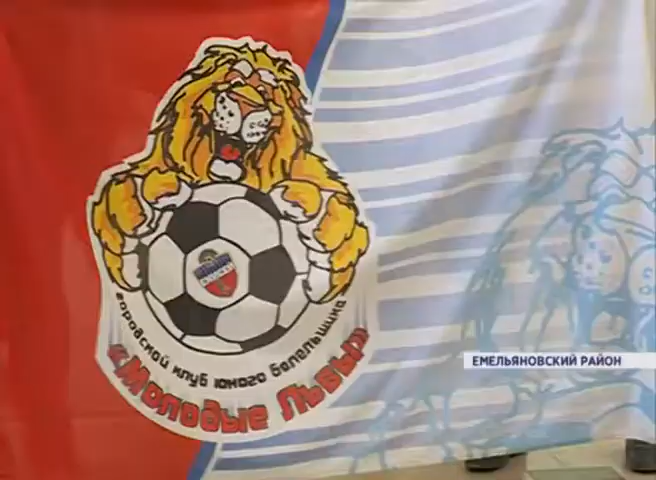 городской клуб юного болельщика
«Молодые Львы»
ЕМЕЛЬЯНОВСКИЙ РАЙОН